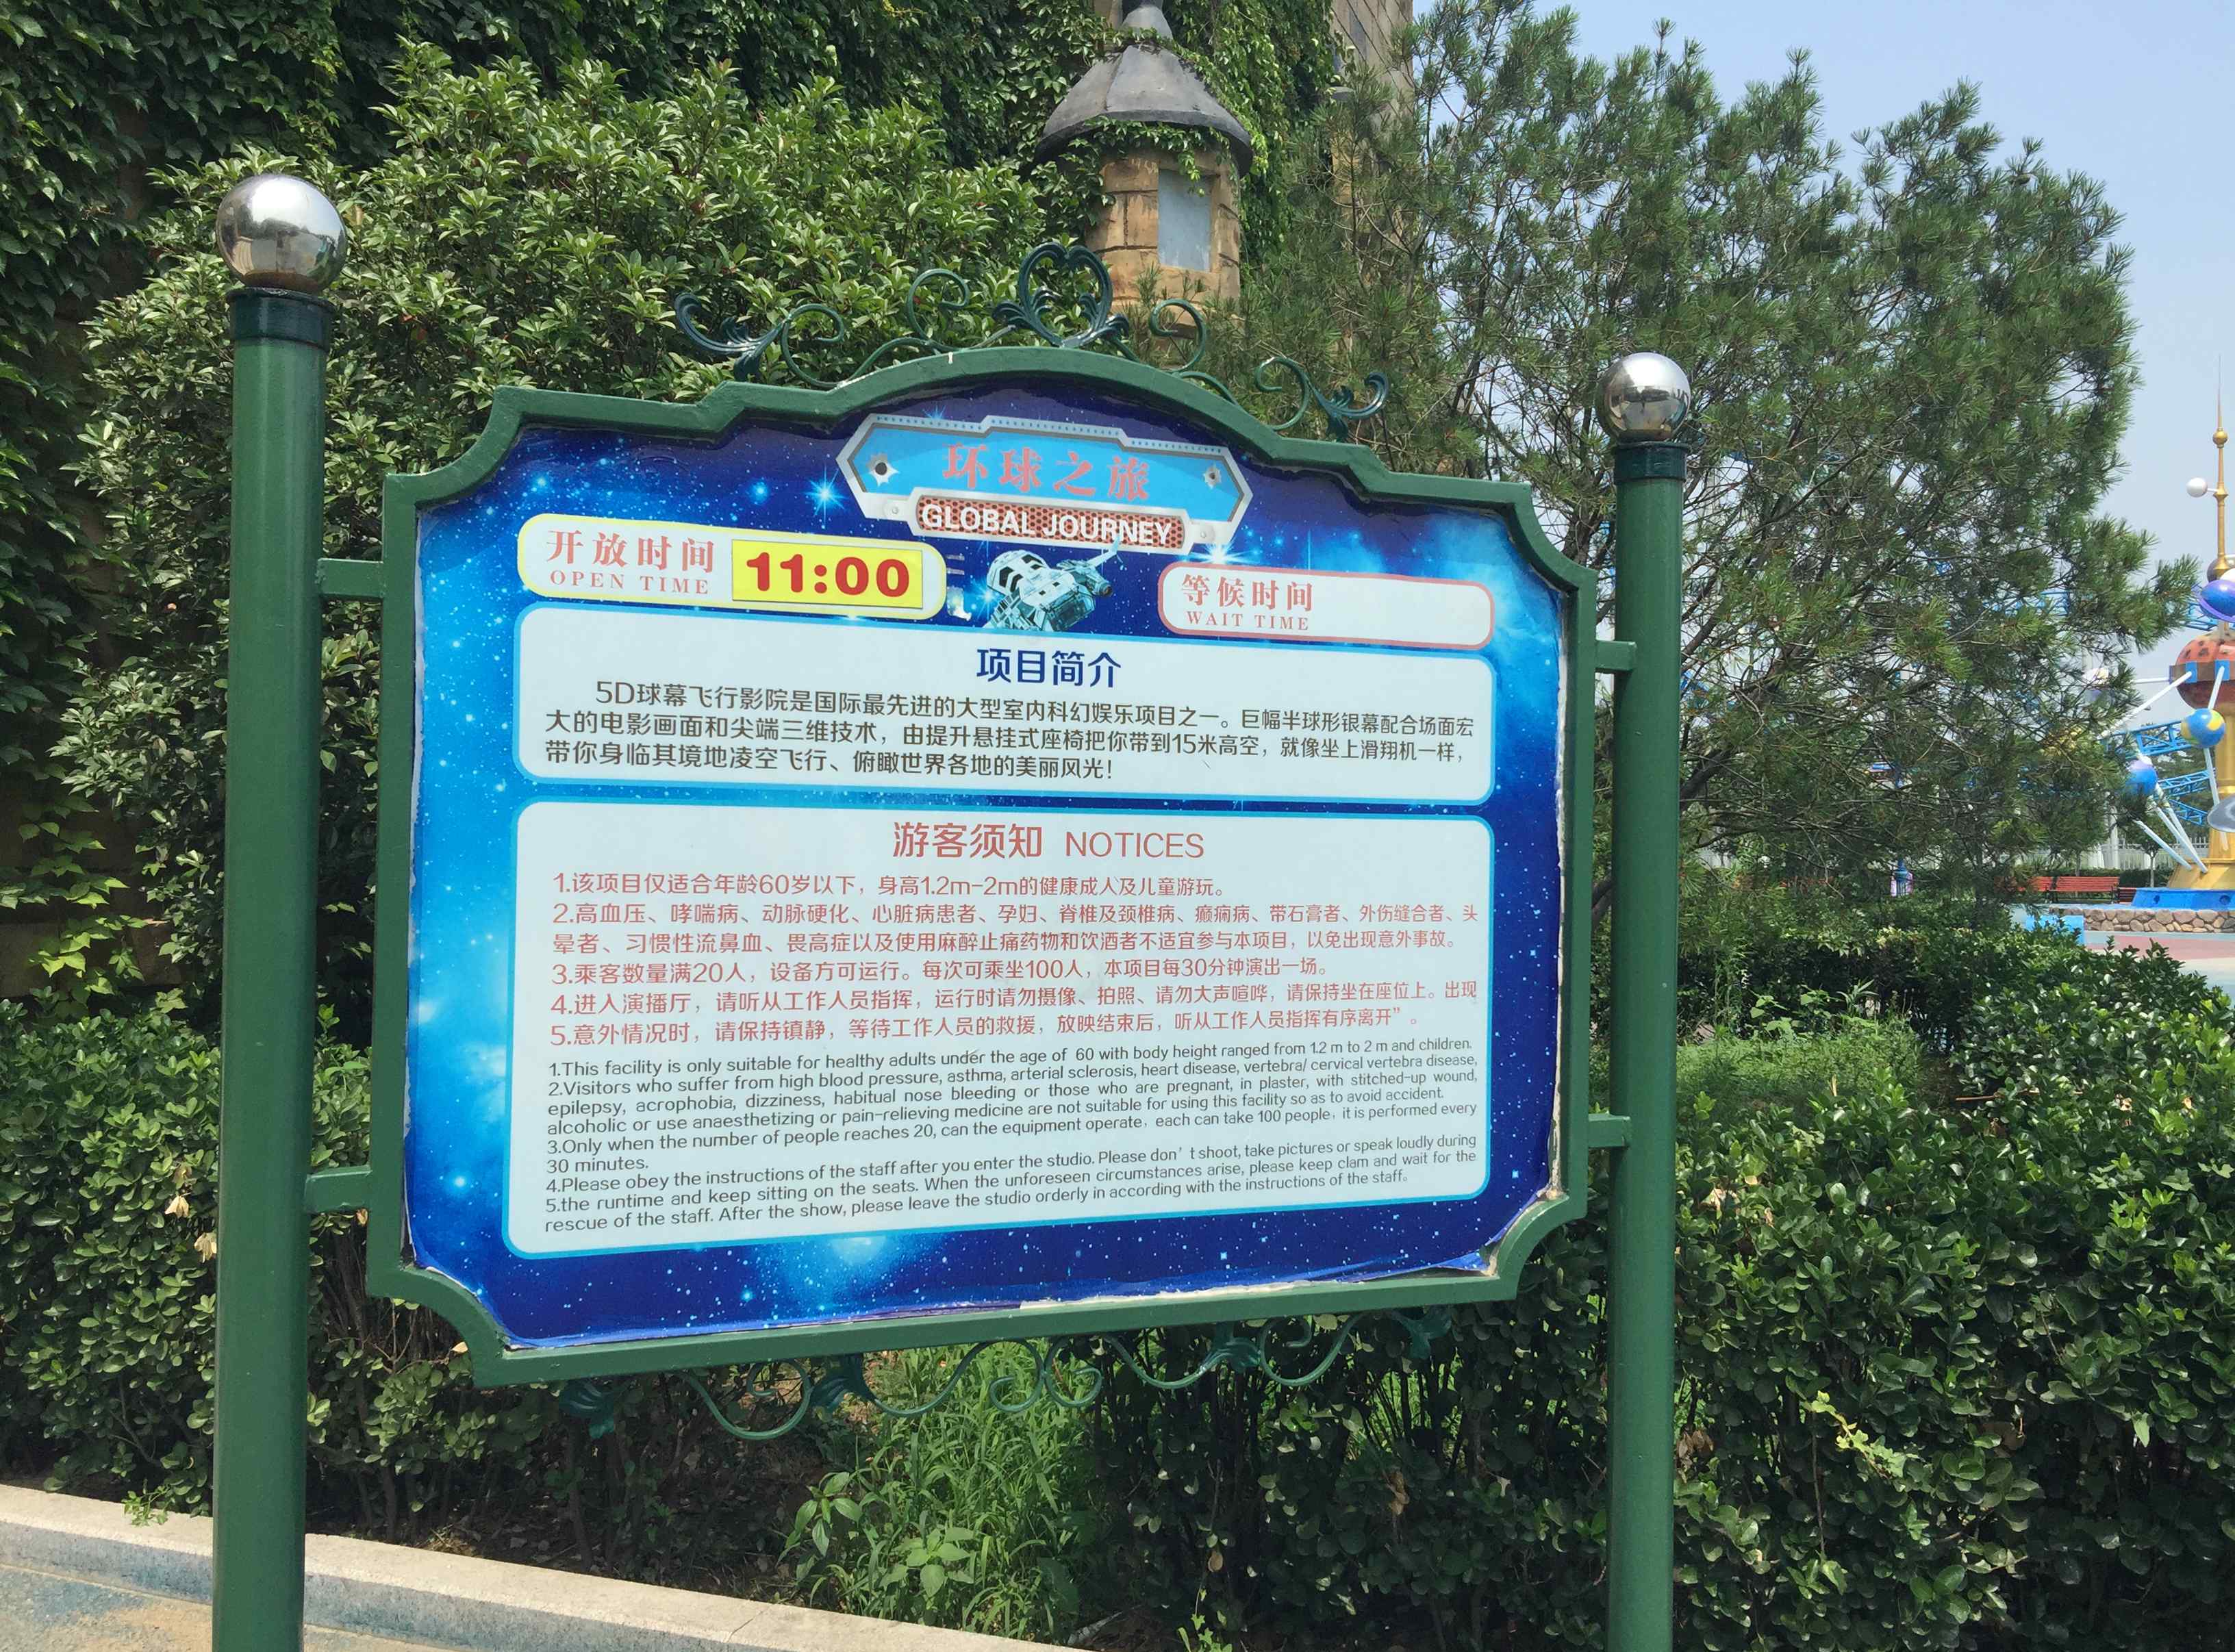 环球之旅
GLOBAL JOURNEY
开放时间
OPEN TIME
11:00
等候时间
WAIT TIME
项目简介
5D球幕飞行影院是国际最先进的大型室内科幻娱乐项目之一。巨幅半球形银幕配合场面宏
大的电影画面和尖端三维技术，由提升悬挂式座椅把你带到15米高空，就像坐上滑翔机一样，
带你身临其境地凌空飞行、俯瞰世界各地的美丽风光！
游客须知 NOTICES
1.该项目仅适合年龄60岁以下，身高1.2m-2m的健康成人及儿童游玩。
2.高血压、哮喘病、动脉硬化、心脏病患者、孕妇、脊椎及颈椎病、癫痫病、带石膏者、外伤缝合者、头
晕者、习惯性流鼻血、畏高症以及使用麻醉止痛药物和饮酒者不适宜参与本项目，以免出现意外事故。
3.乘客数量满20人，设备方可运行。每次可乘坐100人，本项目每30分钟演出一场。
4.进入演播厅，请听从工作人员指挥，运行时请勿摄像、拍照、请勿大声喧哗，请保持坐在座位上。出现
5.意外情况时，请保持镇静，等待工作人员的救援，放映结束后，听从工作人员指挥有序离开”。
1.This facility is only suitable for healthy adults under the age of 60 with body height ranged from 1.2 m to 2 m and children.
2.Visitors who suffer from high blood pressure, asthma, arterial sclerosis, heart disease, vertebra/ cervical vertebra disease,
epilepsy, acrophobia, dizziness, habitual nose bleeding or those who are pregnant, in plaster, with stitched-up wound,
alcoholic or use anaesthetizing or pain-relieving medicine are not suitable for using this facility so as to avoid accident.
3.Only when the number of people reaches 20, can the equipment operate, each can take 100 people, it is performed every
30 minutes.
4.Please obey the instructions of the staff after you enter the studio. Please don't shoot, take pictures or speak loudly during
5.the runtime and keep sitting on the seats. When the unforeseen circumstances arise, please keep clam and wait for the
rescue of the staff. After the show, please leave the studio orderly in according with the instructions of the staff。